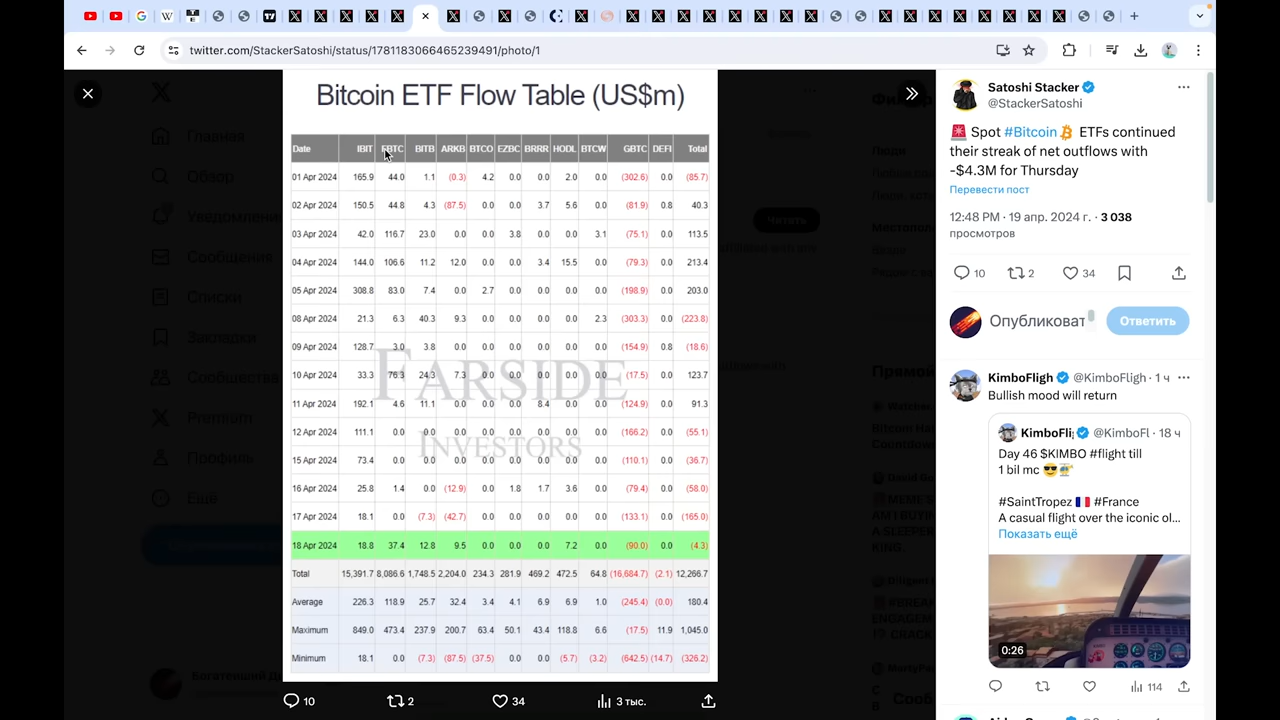 twitter.com/StackerSatoshi/status/1781183066465239491/photo/1
Bitcoin ETF Flow Table (US$m)
Date IBIT FBTC BITB ARKB BTCO EZBC BRRR HODL BTCW GBTC DEFI Total
01 Apr 2024 165.9 44.0 1.1 (0.3) 4.2 0.0 0.0 2.0 0.0 (302.6) 0.0 (85.7)
02 Apr 2024 150.5 44.8 4.3 (87.5) 0.0 0.0 3.7 5.6 0.0 (81.9) 0.8 40.3
03 Apr 2024 42.0 116.7 23.0 0.0 0.0 3.8 0.0 0.0 3.1 (75.1) 0.0 113.5
04 Apr 2024 144.0 106.6 11.2 12.0 0.0 0.0 3.4 15.5 0.0 (79.3) 0.0 213.4
05 Apr 2024 308.8 83.0 7.4 0.0 2.7 0.0 0.0 0.0 0.0 (198.9) 0.0 203.0
08 Apr 2024 21.3 6.3 40.3 9.3 0.0 0.0 0.0 0.0 2.3 (303.3) 0.0 (223.8)
09 Apr 2024 128.7 3.0 3.8 0.0 0.0 0.0 0.0 0.0 0.0 (154.9) 0.8 (18.6)
10 Apr 2024 33.3 76.3 24.3 7.3 0.0 0.0 0.0 0.0 0.0 (17.5) 0.0 123.7
FARSIDE
11 Apr 2024 192.1 4.6 11.1 0.0 0.0 0.0 8.4 0.0 0.0 (124.9) 0.0 91.3
12 Apr 2024 111.1 0.0 0.0 0.0 0.0 0.0 0.0 0.0 0.0 (166.2) 0.0 (55.1)
INVESTORS
15 Apr 2024 73.4 0.0 0.0 0.0 0.0 0.0 0.0 0.0 0.0 (110.1) 0.0 (36.7)
16 Apr 2024 25.8 1.4 0.0 (12.9) 0.0 1.8 1.7 3.6 0.0 (79.4) 0.0 (58.0)
17 Apr 2024 18.1 0.0 (7.3) (42.7) 0.0 0.0 0.0 0.0 0.0 (133.1) 0.0 (165.0)
18 Apr 2024 18.8 37.4 12.8 9.5 0.0 0.0 0.0 7.2 0.0 (90.0) 0.0 (4.3)
Total 15,391.7 8,086.6 1,748.5 2,204.0 234.3 281.9 469.2 472.5 64.8 (16,684.7) (2.1) 12,266.7
Average 226.3 118.9 25.7 32.4 3.4 4.1 6.9 6.9 1.0 (245.4) (0.0) 180.4
Maximum 849.0 473.4 237.9 200.7 63.4 50.1 43.4 118.8 6.6 (17.5) 11.9 1,045.0
Minimum 18.1 0.0 (7.3) (87.5) (37.5) 0.0 0.0 (5.7) (3.2) (642.5) (14.7) (326.2)
10 2 34 3 тыс.
Главная
Обзор
Уведомлени
Сообщения
Списки
Закладки
Сообщества
Premium
Профиль
Ещё
Читать
Satoshi Stacker
@StackerSatoshi
🚨 Spot #Bitcoin ETFs continued
their streak of net outflows with
-$4.3M for Thursday
Перевести пост
12:48 PM · 19 апр. 2024 г. · 3 038
просмотров
10 2 34
Опубликоват Ответить
KimboFligh @KimboFligh · 1 ч
Bullish mood will return
KimboFli @KimboFl · 18 ч
Day 46 $KIMBO #flight till
1 bil mc 😎🚁
#SaintTropez 🇫🇷 #France
A casual flight over the iconic ol...
Показать ещё
0:26
114